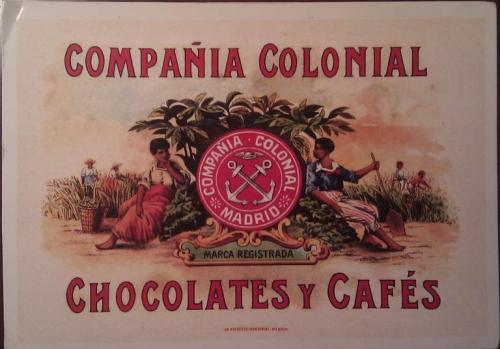 COMPAÑIA COLONIAL
COMPAÑIA · COLONIAL
MADRID
MARCA REGISTRADA
CHOCOLATES Y CAFÉS